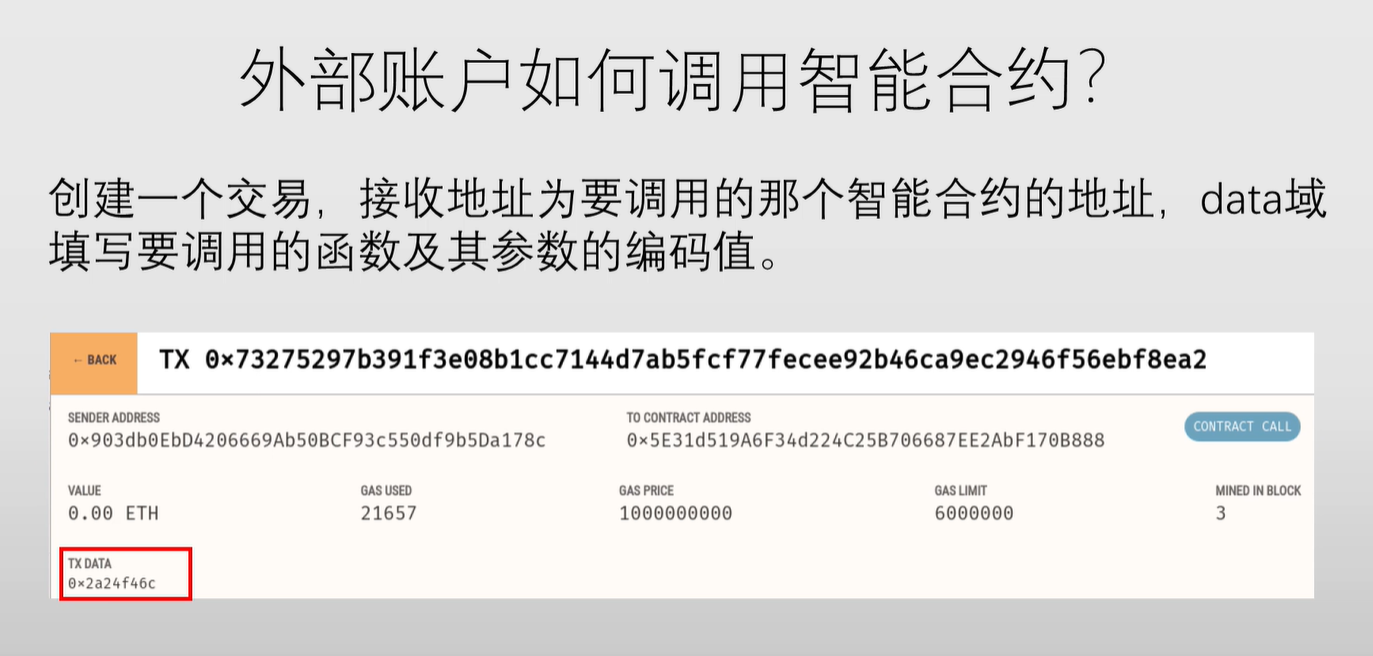 外部账户如何调用智能合约？
创建一个交易，接收地址为要调用的那个智能合约的地址，data域
填写要调用的函数及其参数的编码值。
← BACK TX 0×73275297b391f3e08b1cc7144d7ab5fcf77fecee92b46ca9ec2946f56ebf8ea2
SENDER ADDRESS TO CONTRACT ADDRESS
0×903db0EbD4206669Ab50BCF93c550df9b5Da178c 0×5E31d519A6F34d224C25B706687EE2AbF170B888 CONTRACT CALL
VALUE GAS USED GAS PRICE GAS LIMIT MINED IN BLOCK
0.00 ETH 21657 1000000000 6000000 3
TX DATA
0×2a24f46c